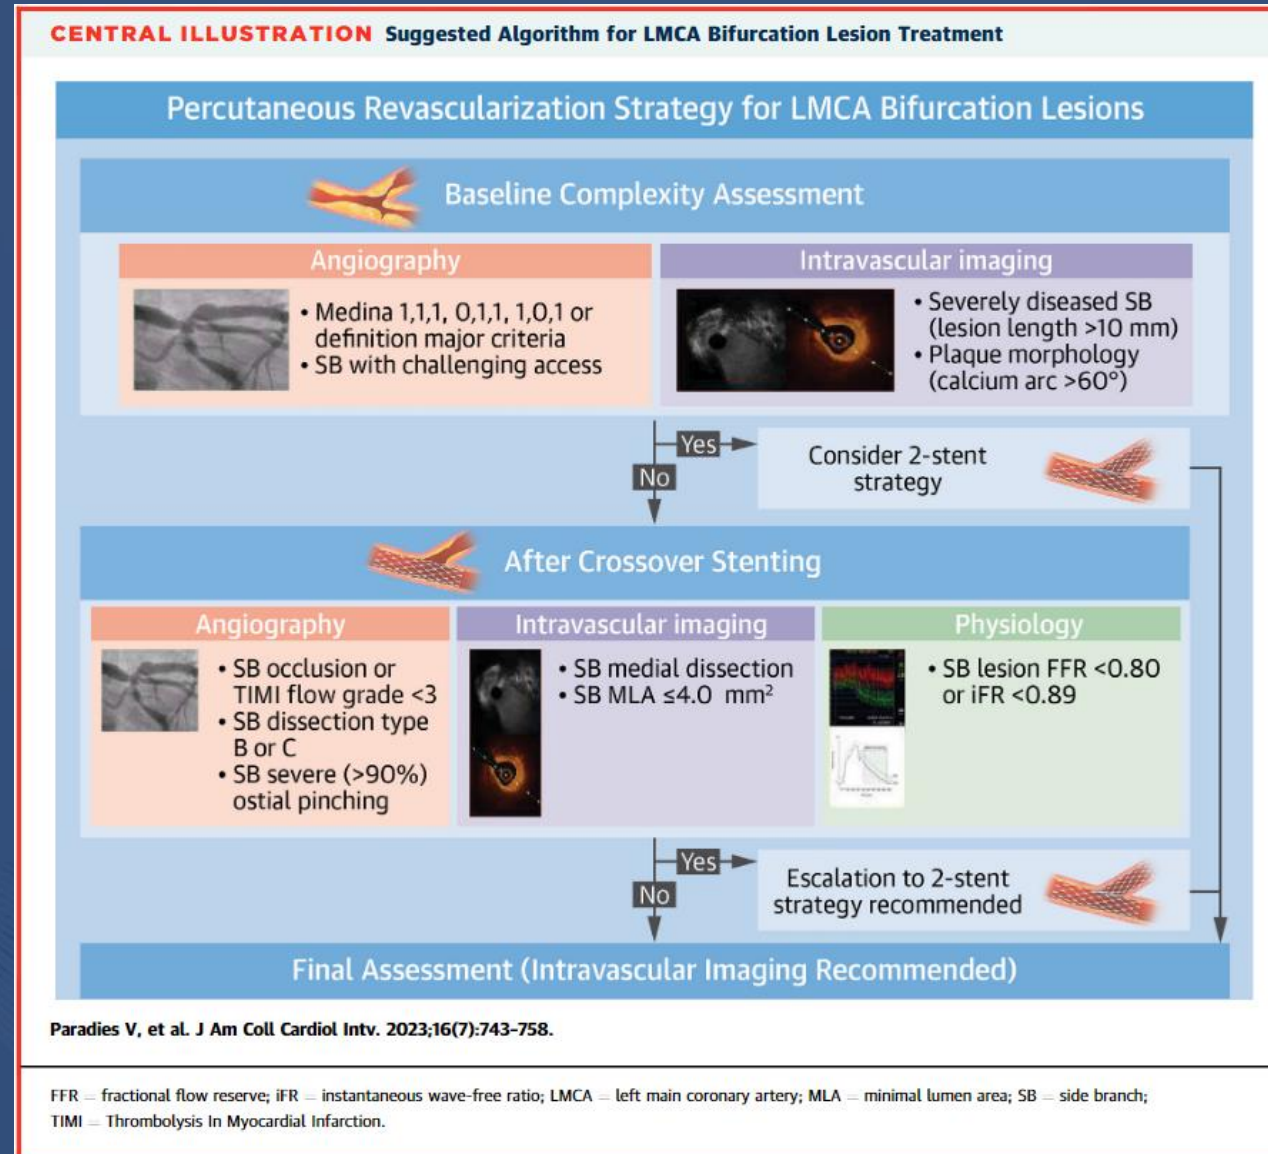 CENTRAL ILLUSTRATION Suggested Algorithm for LMCA Bifurcation Lesion Treatment
Percutaneous Revascularization Strategy for LMCA Bifurcation Lesions
Baseline Complexity Assessment
Angiography
• Medina 1,1,1, 0,1,1, 1,0,1 or
definition major criteria
• SB with challenging access
Intravascular imaging
• Severely diseased SB
(lesion length >10 mm)
• Plaque morphology
(calcium arc >60°)
Yes
No
Consider 2-stent
strategy
After Crossover Stenting
Angiography
• SB occlusion or
TIMI flow grade <3
• SB dissection type
B or C
• SB severe (>90%)
ostial pinching
Intravascular imaging
• SB medial dissection
• SB MLA ≤4.0 mm²
Physiology
• SB lesion FFR <0.80
or iFR <0.89
Yes
No
Escalation to 2-stent
strategy recommended
Final Assessment (Intravascular Imaging Recommended)
Paradies V, et al. J Am Coll Cardiol Intv. 2023;16(7):743–758.
FFR = fractional flow reserve; iFR = instantaneous wave-free ratio; LMCA = left main coronary artery; MLA = minimal lumen area; SB = side branch;
TIMI = Thrombolysis In Myocardial Infarction.